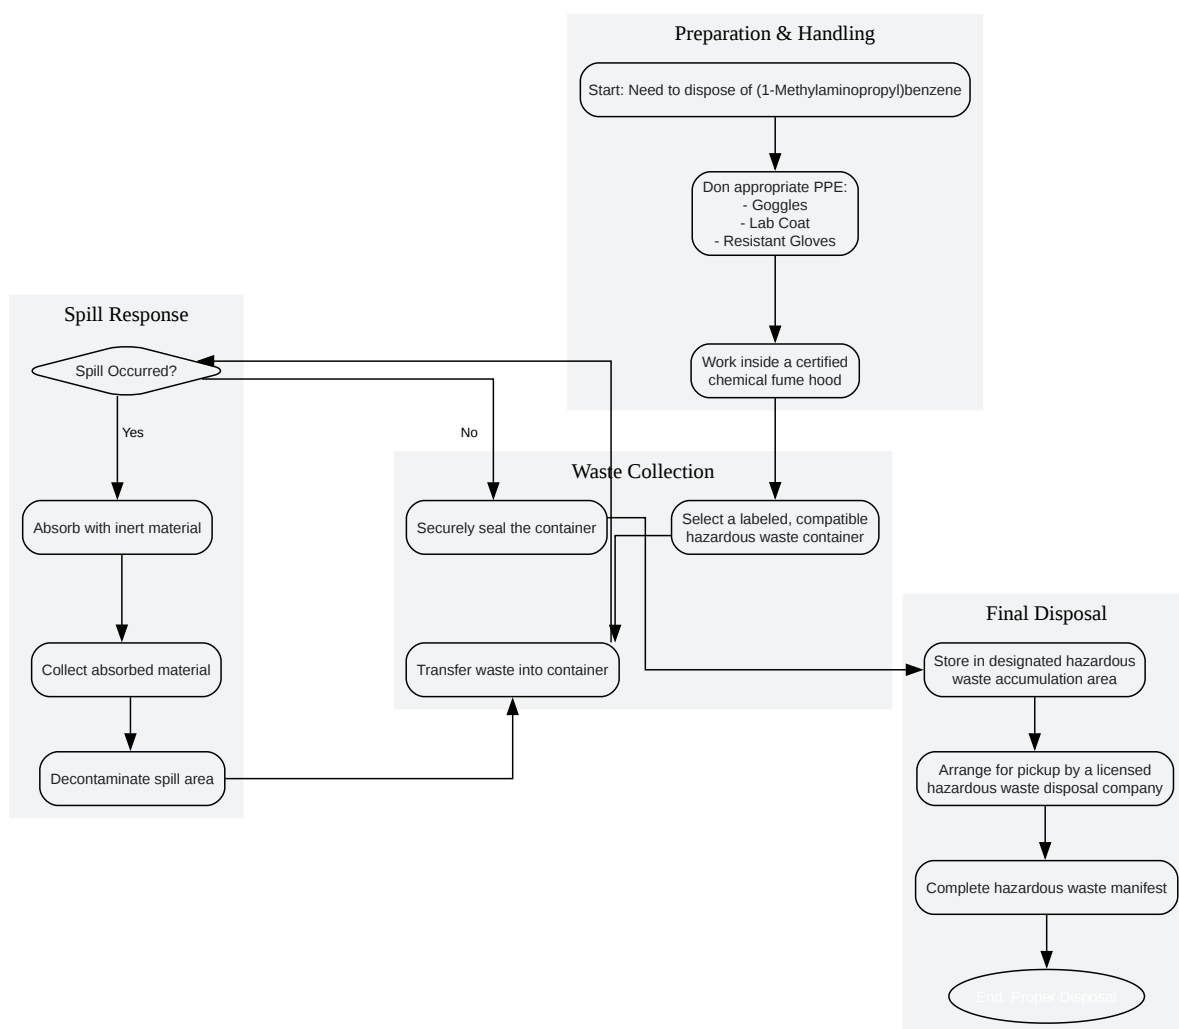 Preparation & Handling
Start: Need to dispose of (1-Methylaminopropyl)benzene
Don appropriate PPE:
- Goggles
- Lab Coat
- Resistant Gloves
Work inside a certified
chemical fume hood
Spill Response
Spill Occurred?
Yes
No
Absorb with inert material
Collect absorbed material
Decontaminate spill area
Waste Collection
Securely seal the container
Select a labeled, compatible
hazardous waste container
Transfer waste into container
Final Disposal
Store in designated hazardous
waste accumulation area
Arrange for pickup by a licensed
hazardous waste disposal company
Complete hazardous waste manifest
End: Proper Disposal